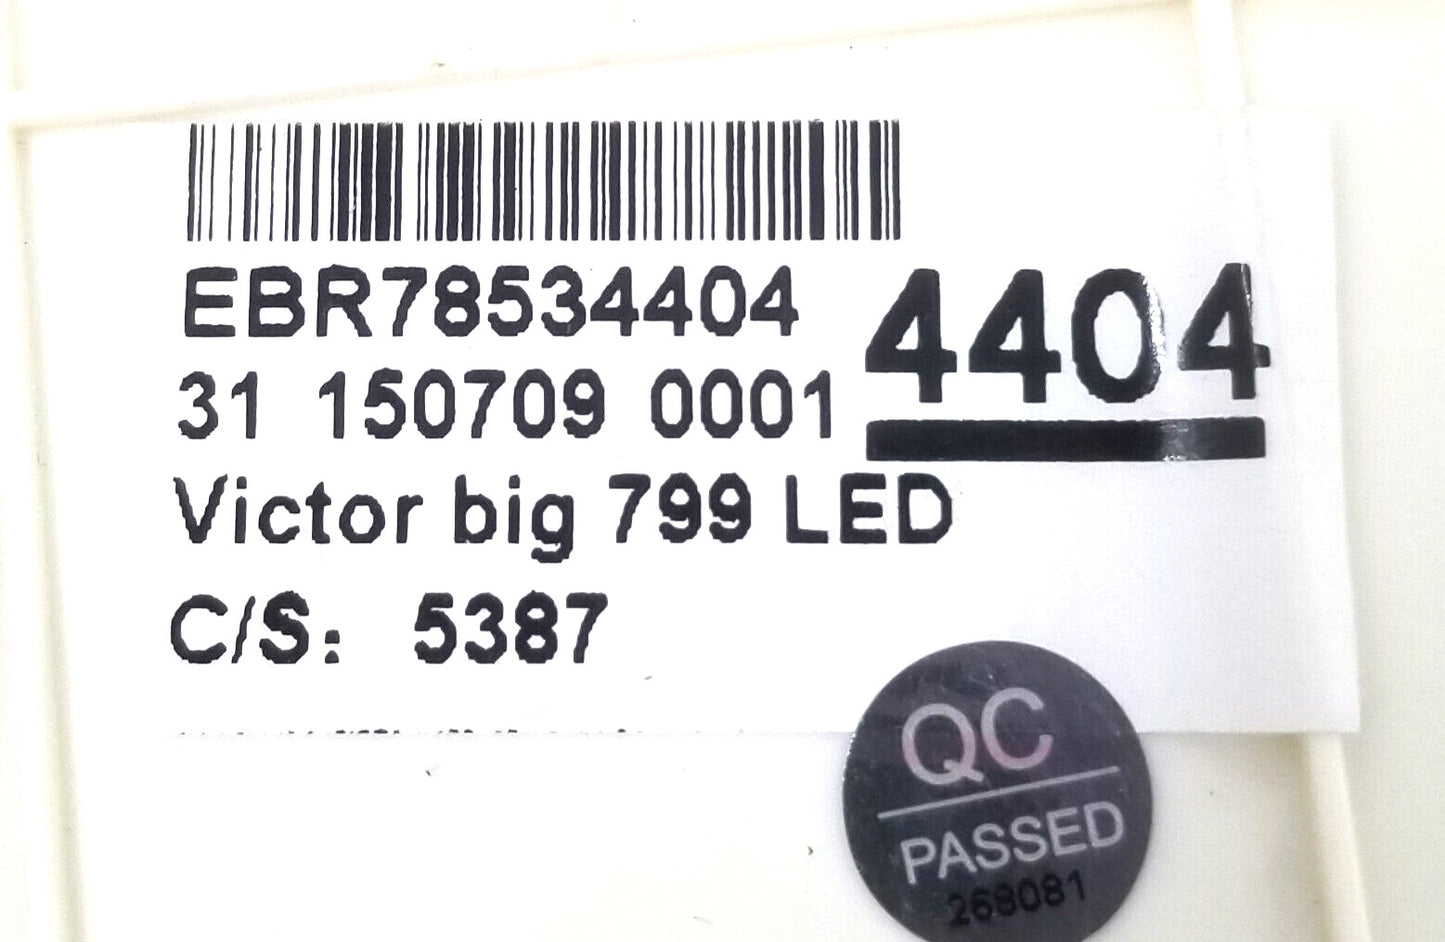 EBR78534404
4404
31 150709 0001
Victor big 799 LED
C/S: 5387
QC
PASSED
268081